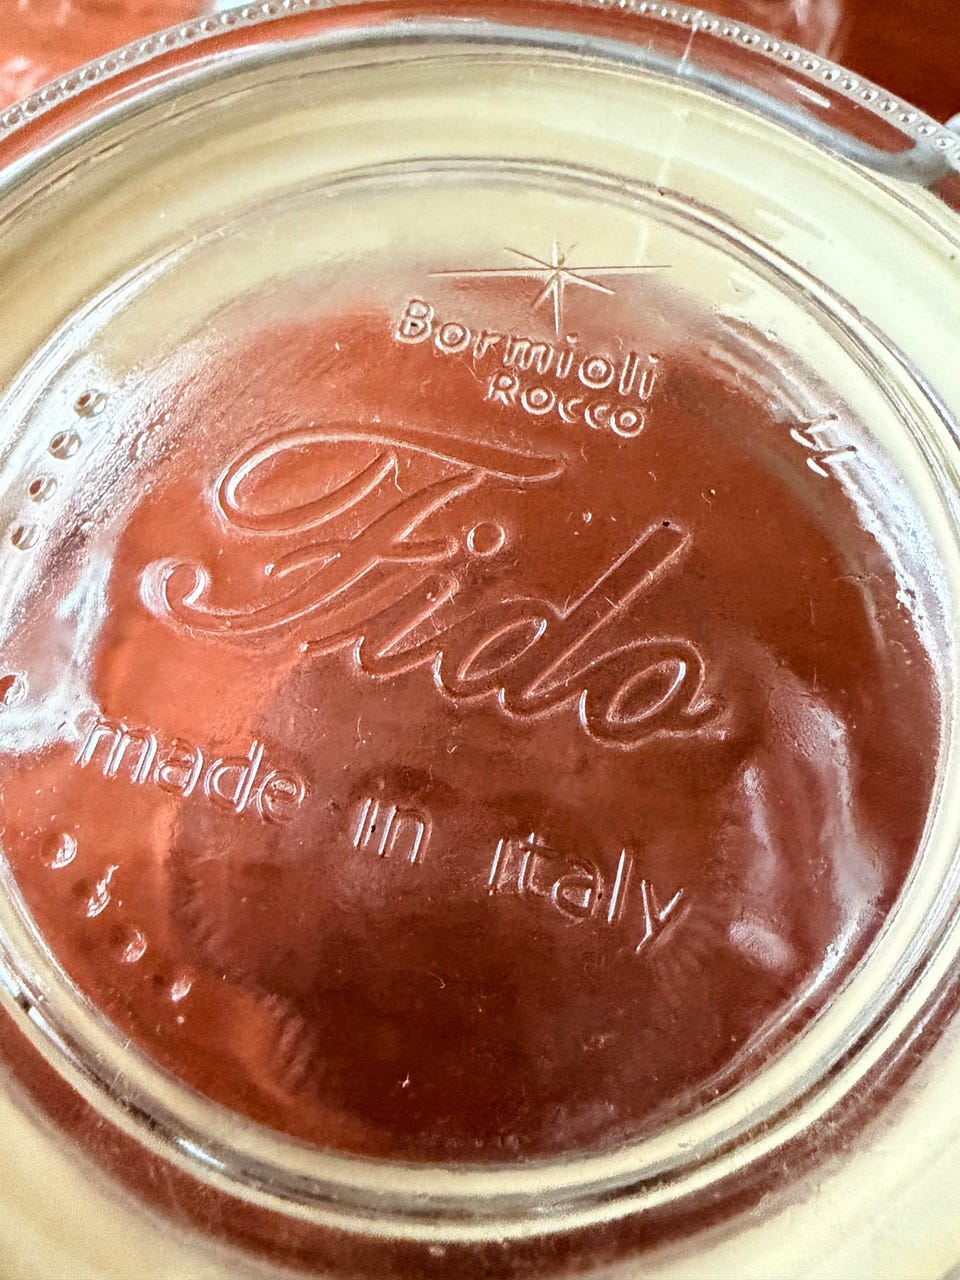 Bormioli
Rocco
Fido
made in italy